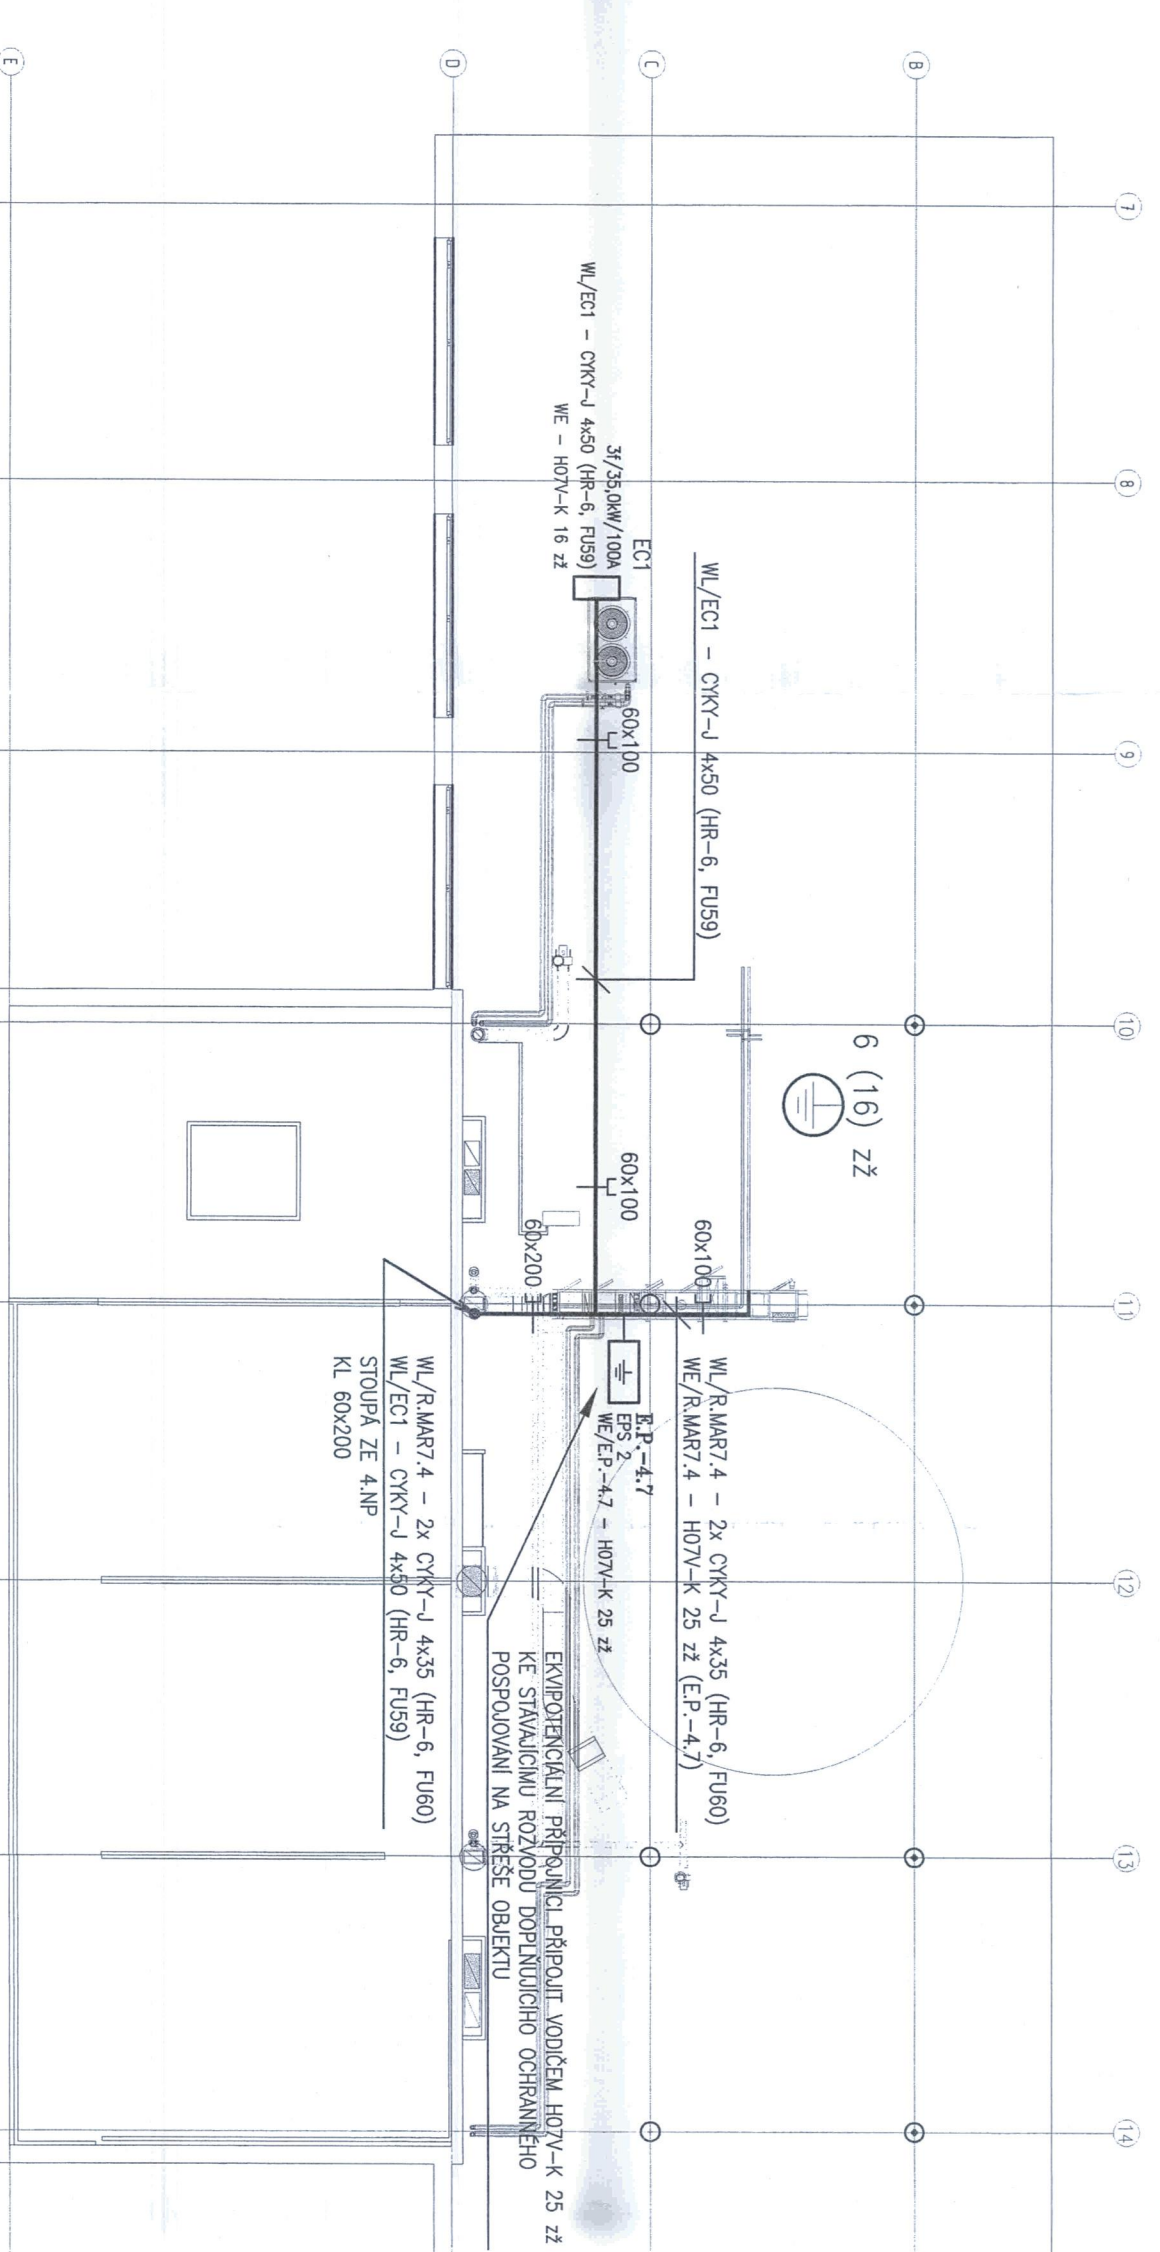 7
8
9
10
11
12
13
14
B
C
D
E
WL/EC1 – CYKY–J 4x50 (HR–6, FU59)
EC1
3f/35,0kW/100A
WL/EC1 – CYKY–J 4x50 (HR–6, FU59)
WE – H07V–K 16 zž
60x100
6 (16) zž
60x100
60x100
60x200
WL/R.MAR7.4 – 2x CYKY–J 4x35 (HR–6, FU60)
WE/R.MAR7.4 – H07V–K 25 zž (E.P.–4.7)
E.P.–4.7
EPS 2
WE/E.P.–4.7 – H07V–K 25 zž
EKVIPOTENCIÁLNÍ PŘÍPOJNICI PŘIPOJIT VODIČEM H07V–K 25 zž
KE STÁVAJÍCÍMU ROZVODU DOPLŇUJÍCÍHO OCHRANNÉHO
POSPOJOVÁNÍ NA STŘEŠE OBJEKTU
WL/R.MAR7.4 – 2x CYKY–J 4x35 (HR–6, FU60)
WL/EC1 – CYKY–J 4x50 (HR–6, FU59)
STOUPÁ ZE 4.NP
KL 60x200